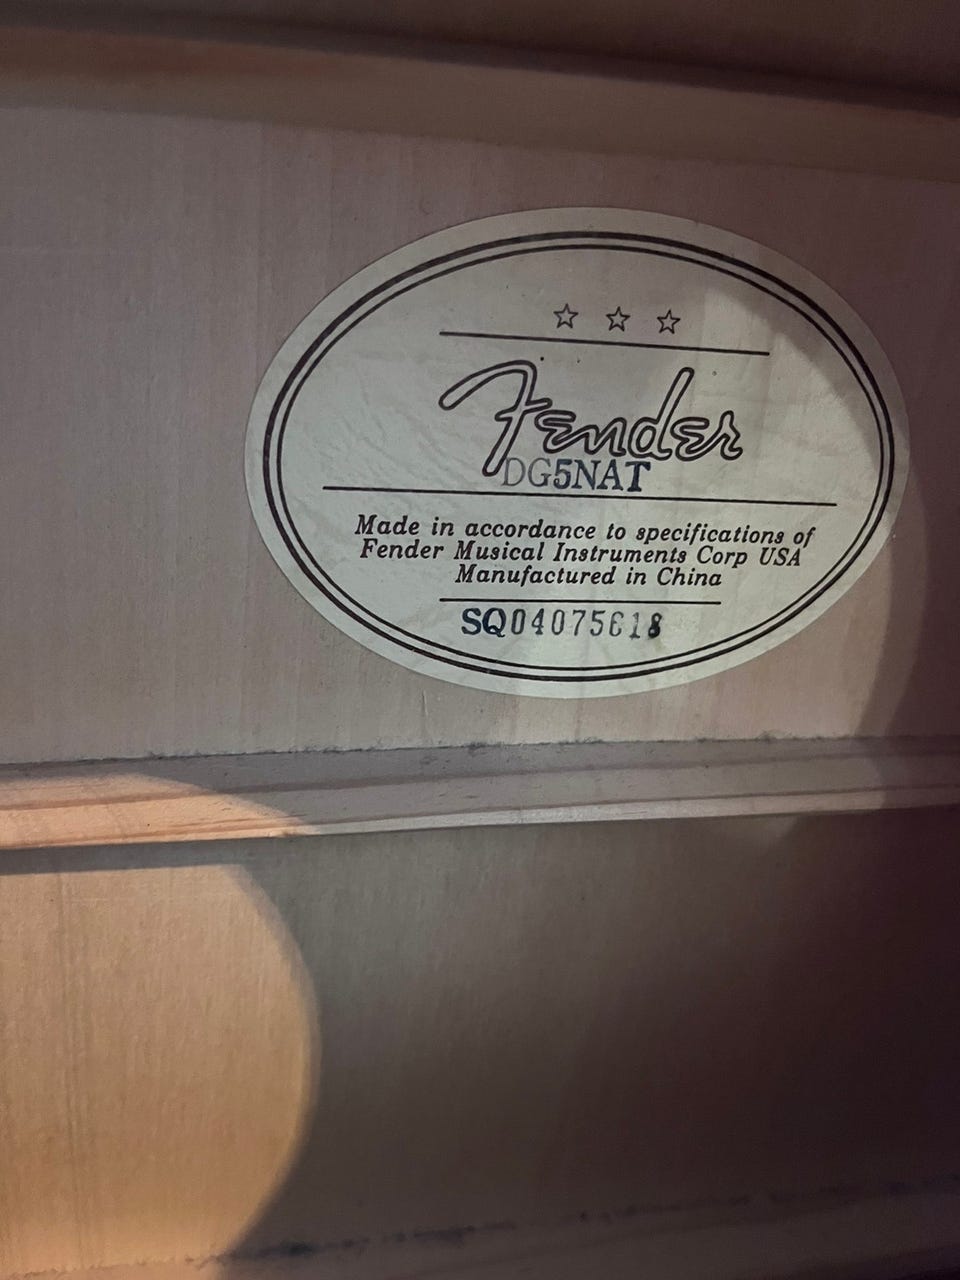 Fender
DG5NAT
Made in accordance to specifications of
Fender Musical Instruments Corp USA
Manufactured in China
SQ04075618